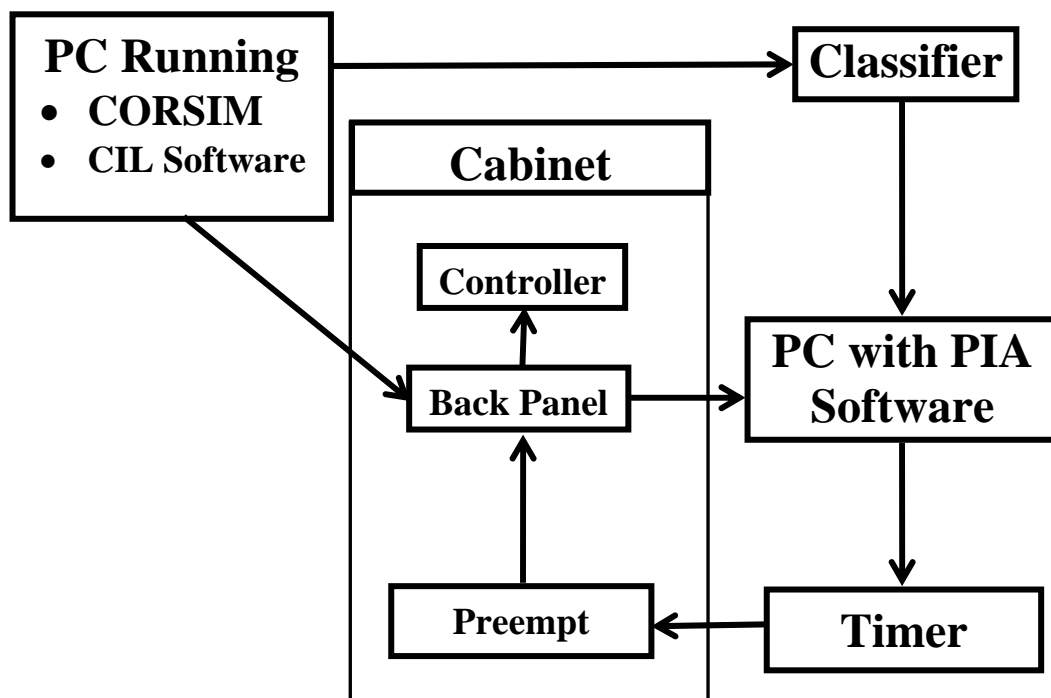 PC Running
• CORSIM
• CIL Software
Classifier
Cabinet
Controller
Back Panel
PC with PIA
Software
Preempt
Timer